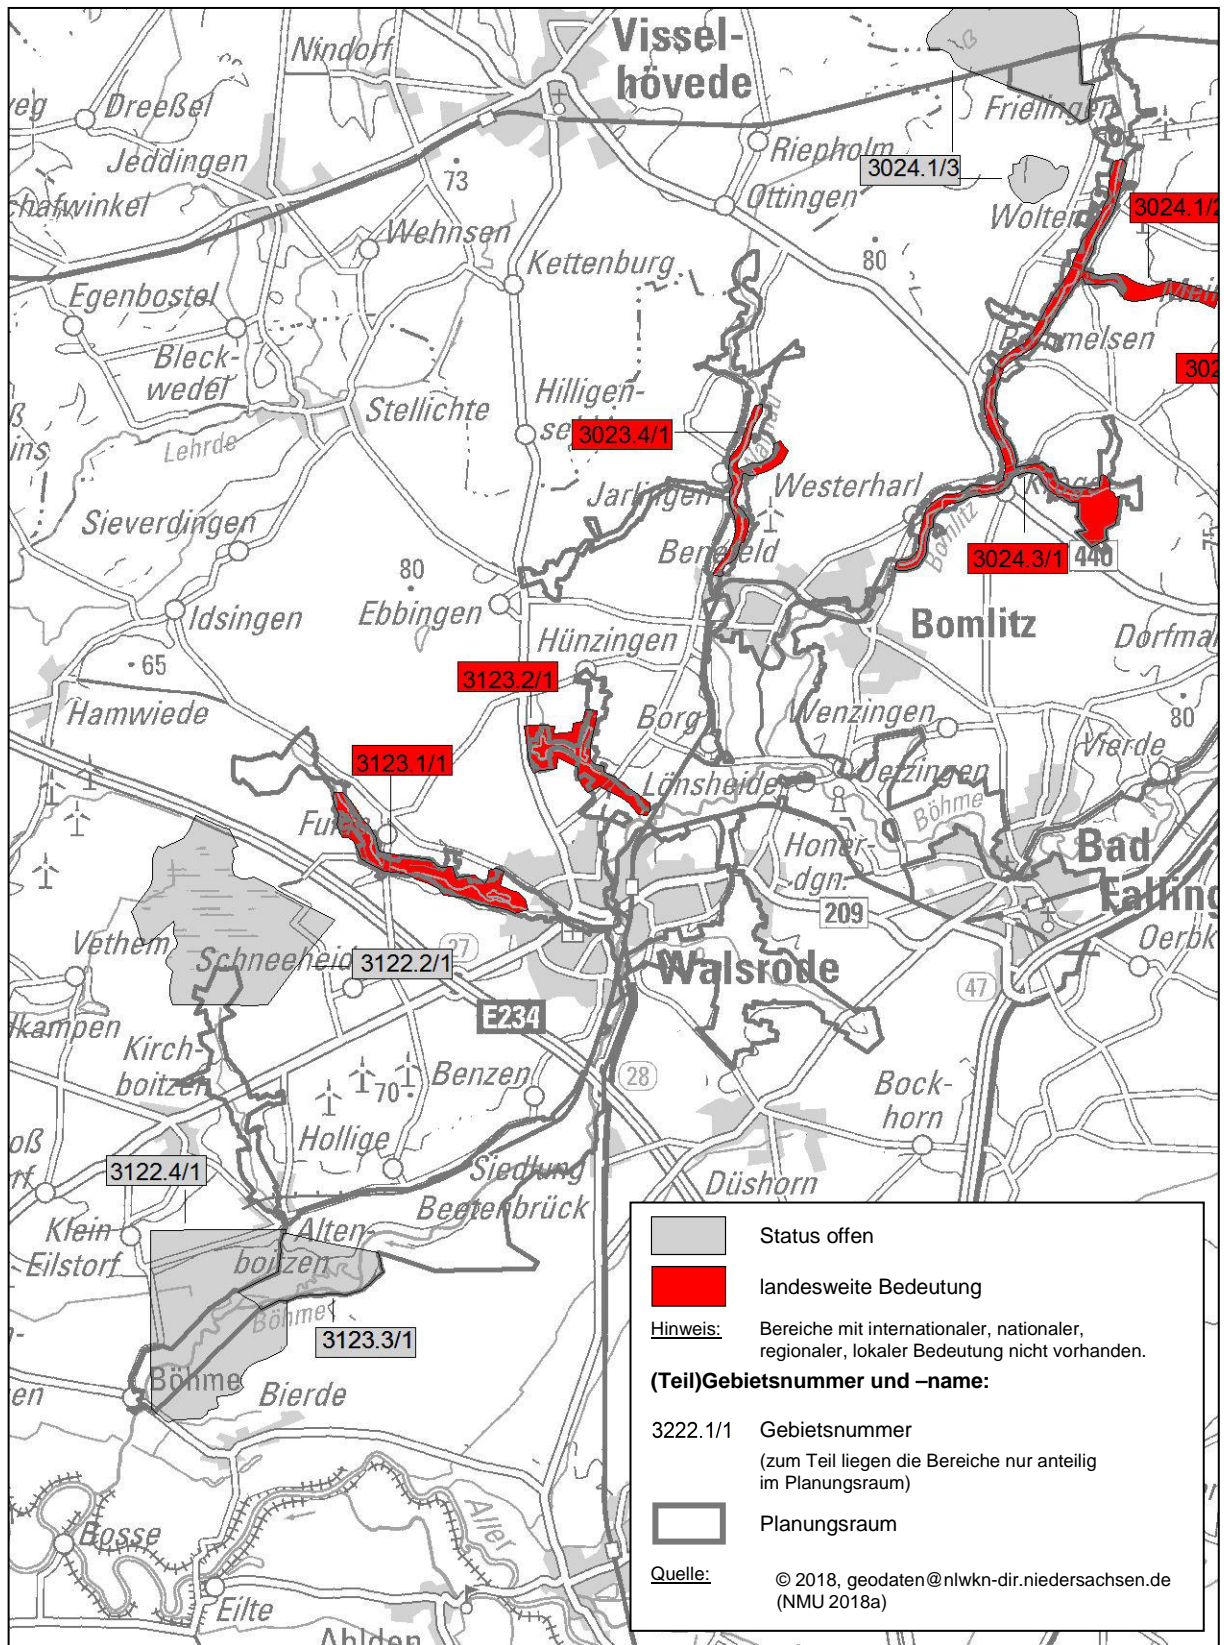 Vissel-
hövede
Nindorf
Dreeßel
Jeddingen
73
Riepholm
Ottingen
3024.1/3
Frielingen
3024.1/2
80
Wehnsen
Kettenburg
Egenbostel
Bleck-
wedel
Stellichte
Lehrde
Hilligen-
3023.4/1
Jarlingen
Westerharl
Bomlitz
3024.3/1
440
Benefeld
Sieverdingen
80
Ebbingen
Idsingen
Hünzingen
Bomlitz
65
Hamwiede
3123.2/1
Borg
Wenzingen
80
Vierde
3123.1/1
Lönsheide
Uetzingen
Böhme
Honer-
dgn.
209
Bad
Falling
Vethem
3122.2/1
27
Walsrode
E234
47
28
Kirch-
boitzen
70
Benzen
Bock-
horn
Hollige
Siedlung
Beetenbrück
Düshorn
3122.4/1
Klein
Eilstorf
Alten-
boitzen
Böhme
3123.3/1
Böhme
Bierde
Bosse
Aller
Eilte
Ahlden
Status offen
landesweite Bedeutung
Hinweis: Bereiche mit internationaler, nationaler,
regionaler, lokaler Bedeutung nicht vorhanden.
(Teil)Gebietsnummer und –name:
3222.1/1 Gebietsnummer
(zum Teil liegen die Bereiche nur anteilig
im Planungsraum)
Planungsraum
Quelle: © 2018, geodaten@nlwkn-dir.niedersachsen.de
(NMU 2018a)